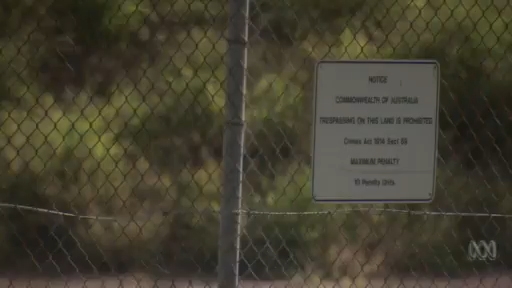 NOTICE
COMMONWEALTH OF AUSTRALIA
TRESPASSING ON THIS LAND IS PROHIBITED
Crimes Act 1914 Sect 89
MAXIMUM PENALTY
10 Penalty Units